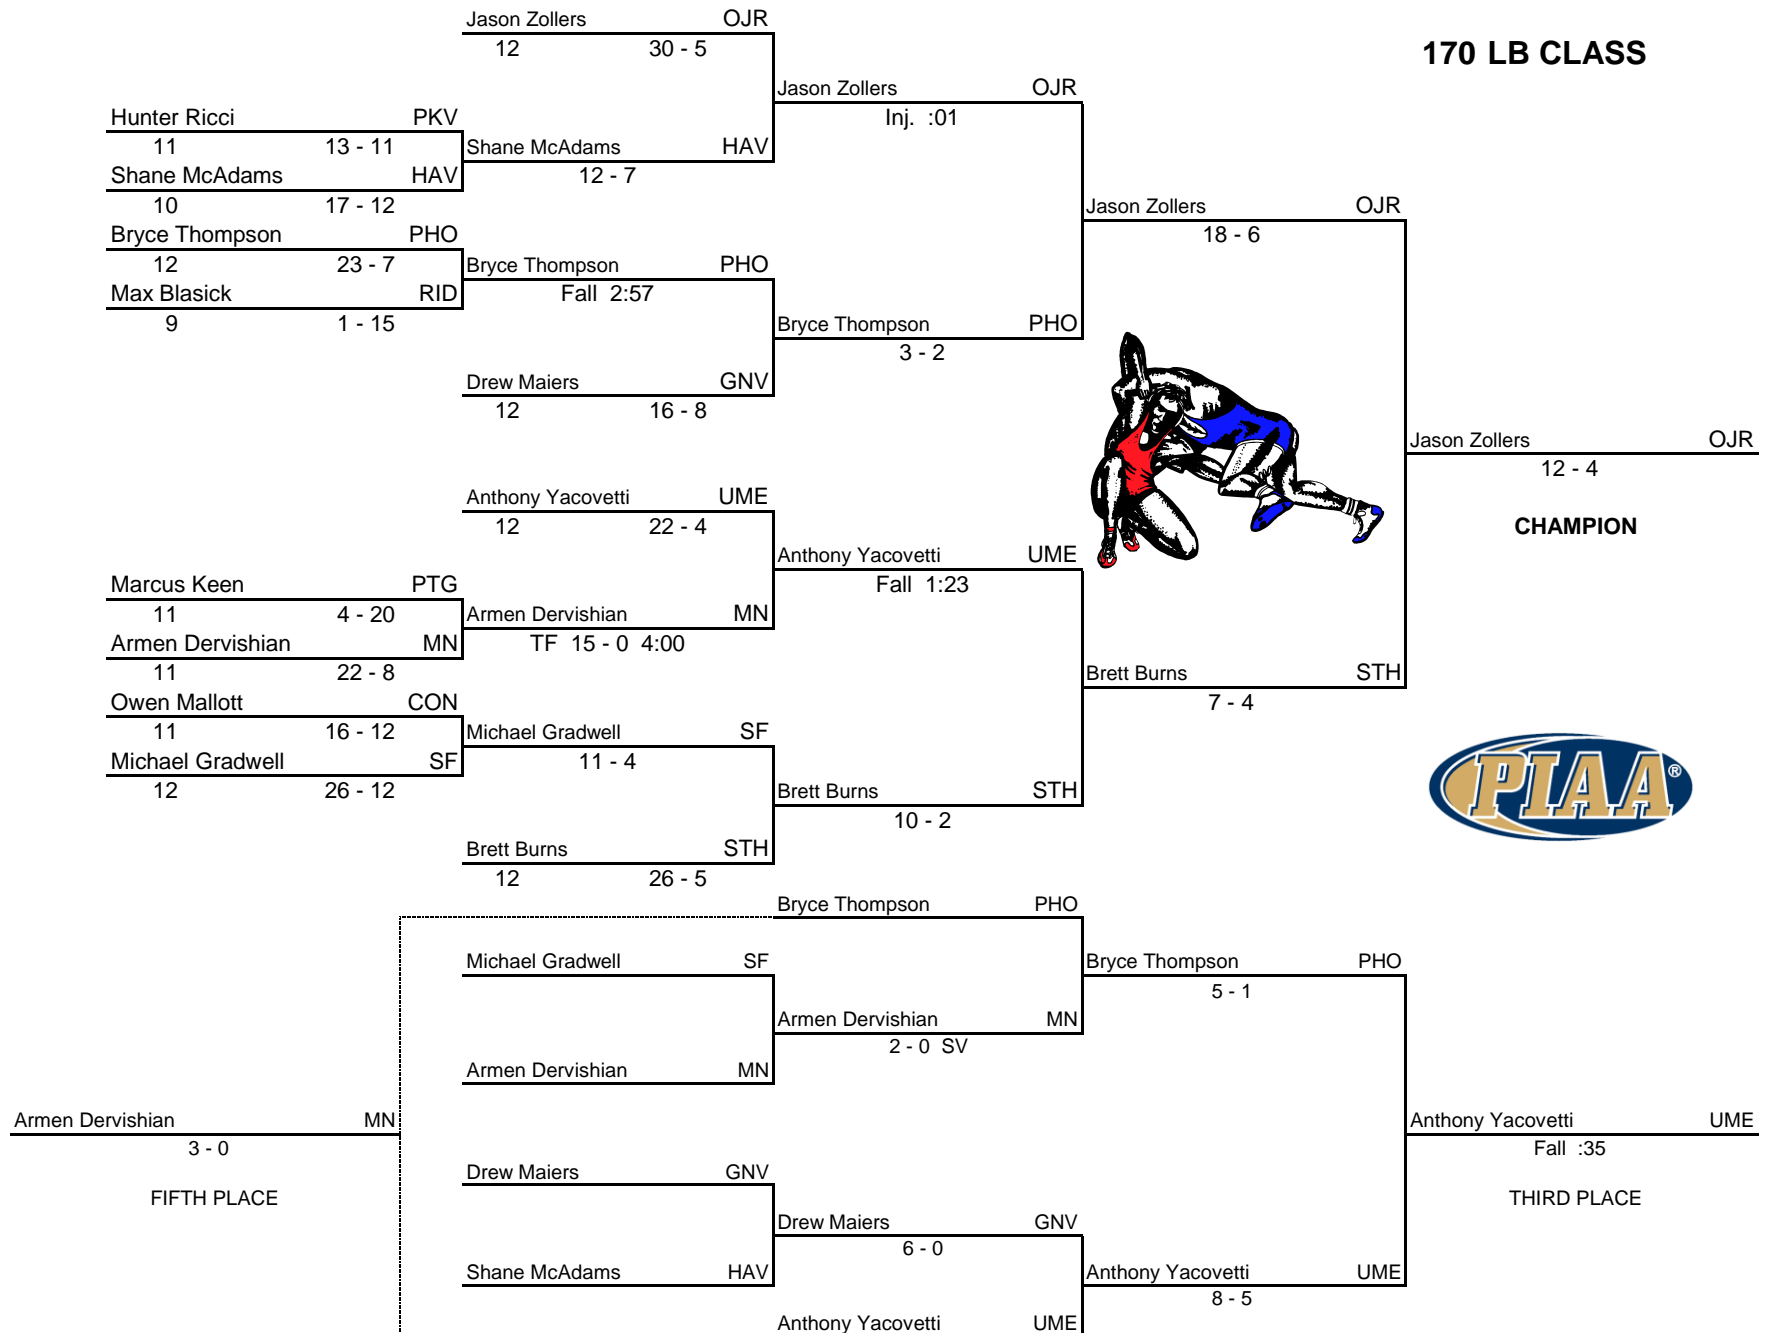 Jason Zollers OJR
12 30 - 5
170 LB CLASS
Jason Zollers OJR
Inj. :01
Hunter Ricci PKV
11 13 - 11
Shane McAdams HAV
12 - 7
Shane McAdams HAV
10 17 - 12
Jason Zollers OJR
18 - 6
Bryce Thompson PHO
12 23 - 7
Bryce Thompson PHO
Fall 2:57
Max Blasick RID
9 1 - 15
Bryce Thompson PHO
3 - 2
Drew Maiers GNV
12 16 - 8
Jason Zollers OJR
12 - 4
CHAMPION
Anthony Yacovetti UME
12 22 - 4
Anthony Yacovetti UME
Fall 1:23
Marcus Keen PTG
11 4 - 20
Armen Dervishian MN
TF 15 - 0 4:00
Armen Dervishian MN
11 22 - 8
Brett Burns STH
7 - 4
Owen Mallott CON
11 16 - 12
Michael Gradwell SF
11 - 4
Michael Gradwell SF
12 26 - 12
PIAA®
Brett Burns STH
10 - 2
Brett Burns STH
12 26 - 5
Bryce Thompson PHO
Michael Gradwell SF
Bryce Thompson PHO
5 - 1
Armen Dervishian MN
2 - 0 SV
Armen Dervishian MN
Armen Dervishian MN
3 - 0
FIFTH PLACE
Anthony Yacovetti UME
Fall :35
THIRD PLACE
Drew Maiers GNV
Drew Maiers GNV
6 - 0
Shane McAdams HAV
Anthony Yacovetti UME
8 - 5
Anthony Yacovetti UME